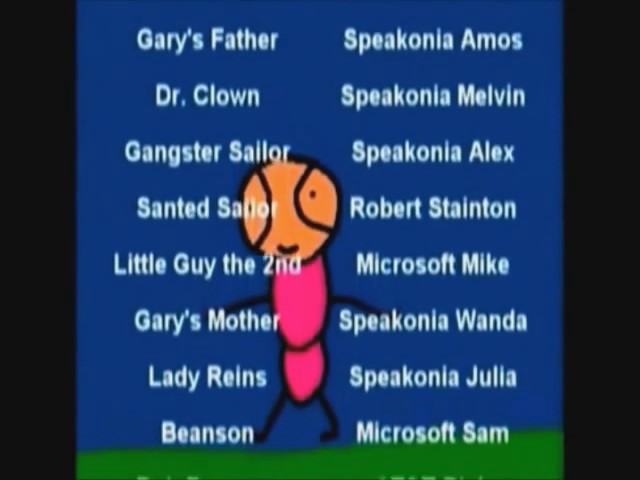 Gary's Father Speakonia Amos
Dr. Clown Speakonia Melvin
Gangster Sailor Speakonia Alex
Santed Sailor Robert Stainton
Little Guy the 2nd Microsoft Mike
Gary's Mother Speakonia Wanda
Lady Reins Speakonia Julia
Beanson Microsoft Sam